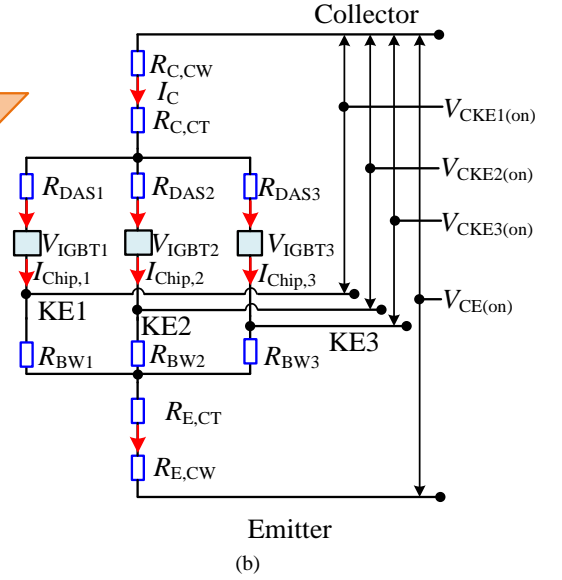 Collector
R_C,CW
I_C
R_C,CT
V_CKE1(on)
R_DAS1 R_DAS2 R_DAS3
V_CKE2(on)
V_CKE3(on)
V_IGBT1 V_IGBT2 V_IGBT3
I_Chip,1 I_Chip,2 I_Chip,3
V_CE(on)
KE1 KE2 KE3
R_BW1 R_BW2 R_BW3
R_E,CT
R_E,CW
Emitter
(b)